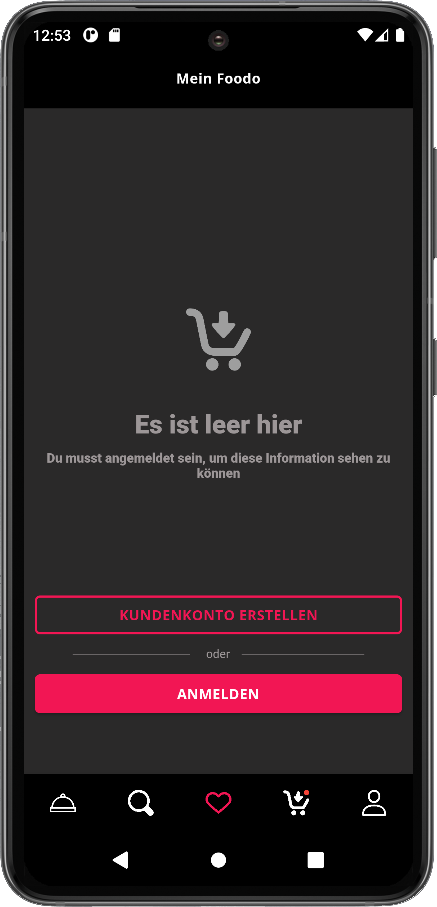 12:53
Mein Foodo
Es ist leer hier
Du musst angemeldet sein, um diese Information sehen zu
können
KUNDENKONTO ERSTELLEN
oder
ANMELDEN